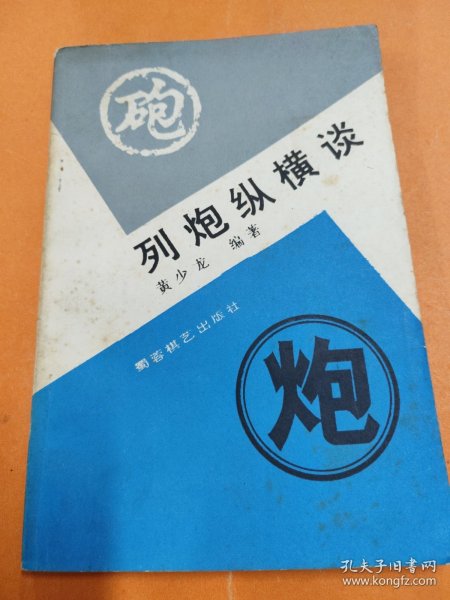 砲
列炮纵横谈
黄少龙 编著
蜀蓉棋艺出版社
炮
孔夫子旧书网
www.kongfz.com